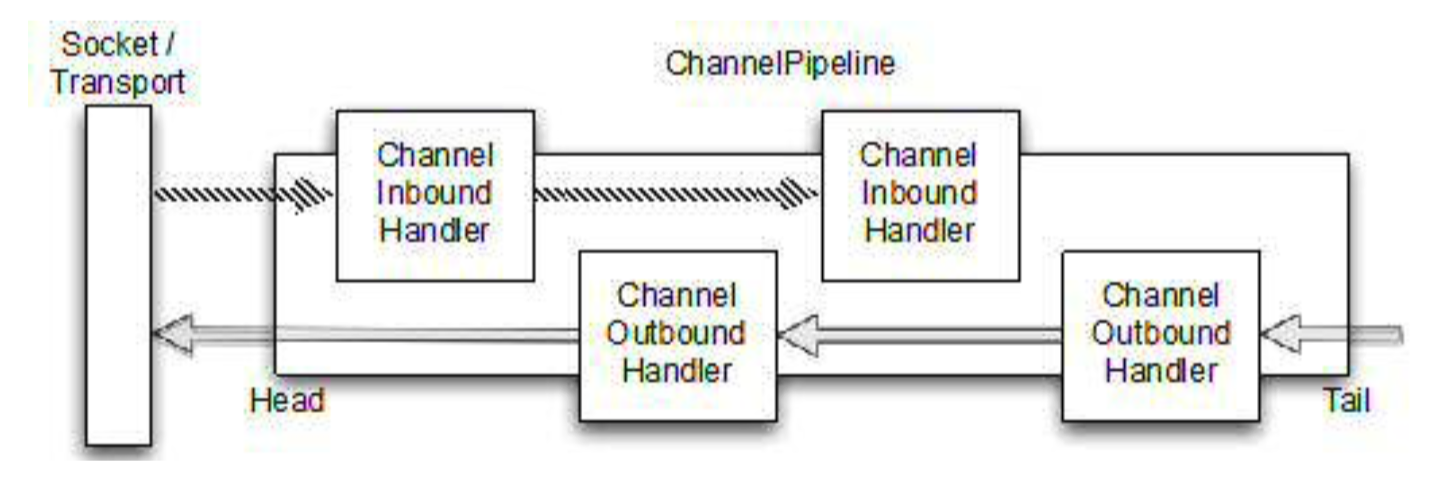 Socket /
Transport
ChannelPipeline
Channel
Inbound
Handler
Channel
Inbound
Handler
Channel
Outbound
Handler
Channel
Outbound
Handler
Head
Tail